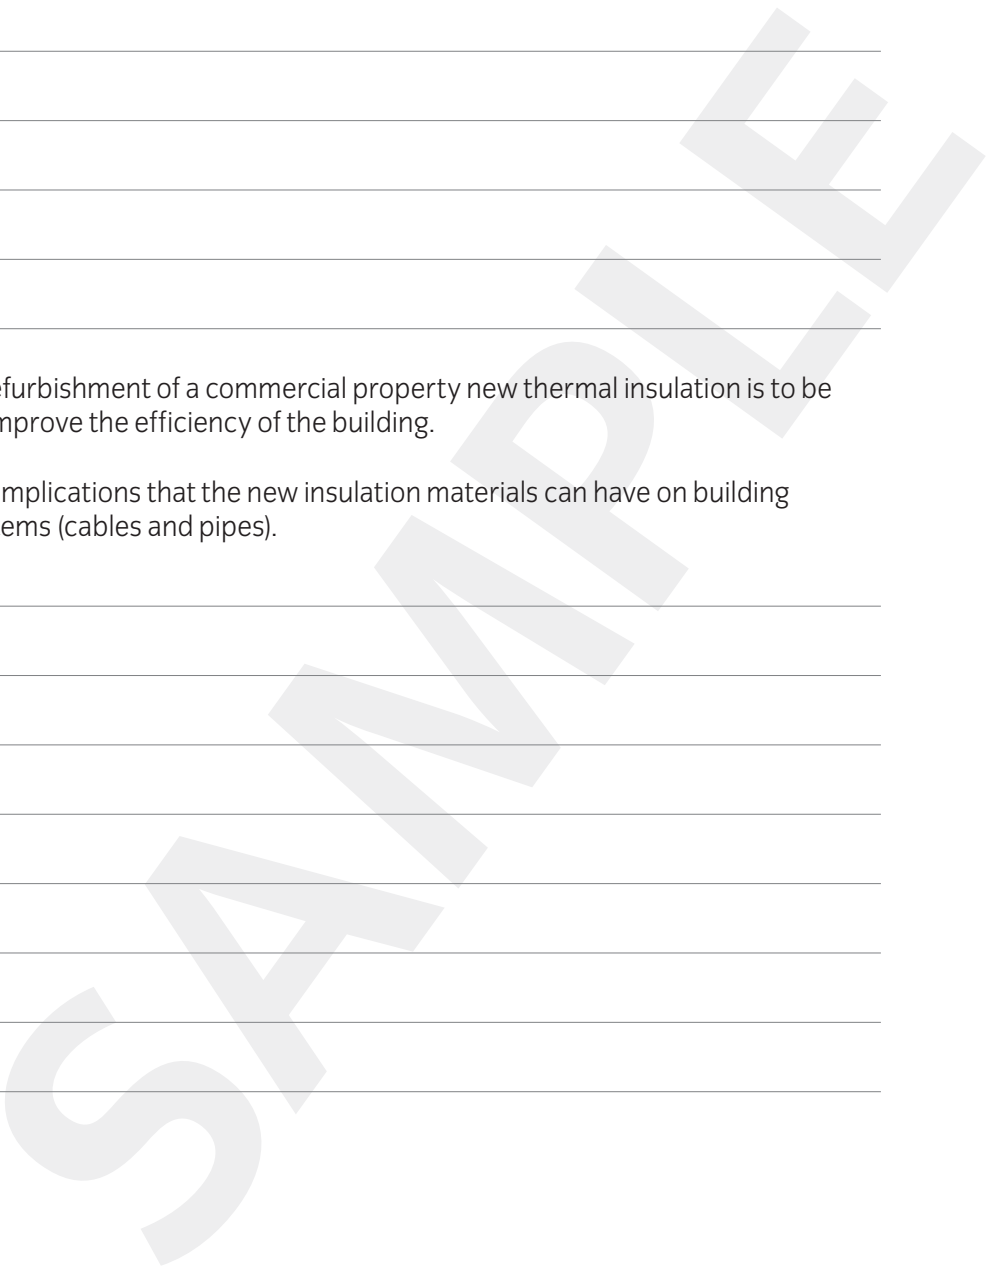 efurbishment of a commercial property new thermal insulation is to be
mprove the efficiency of the building.
mplications that the new insulation materials can have on building
ems (cables and pipes).
SAMPLE